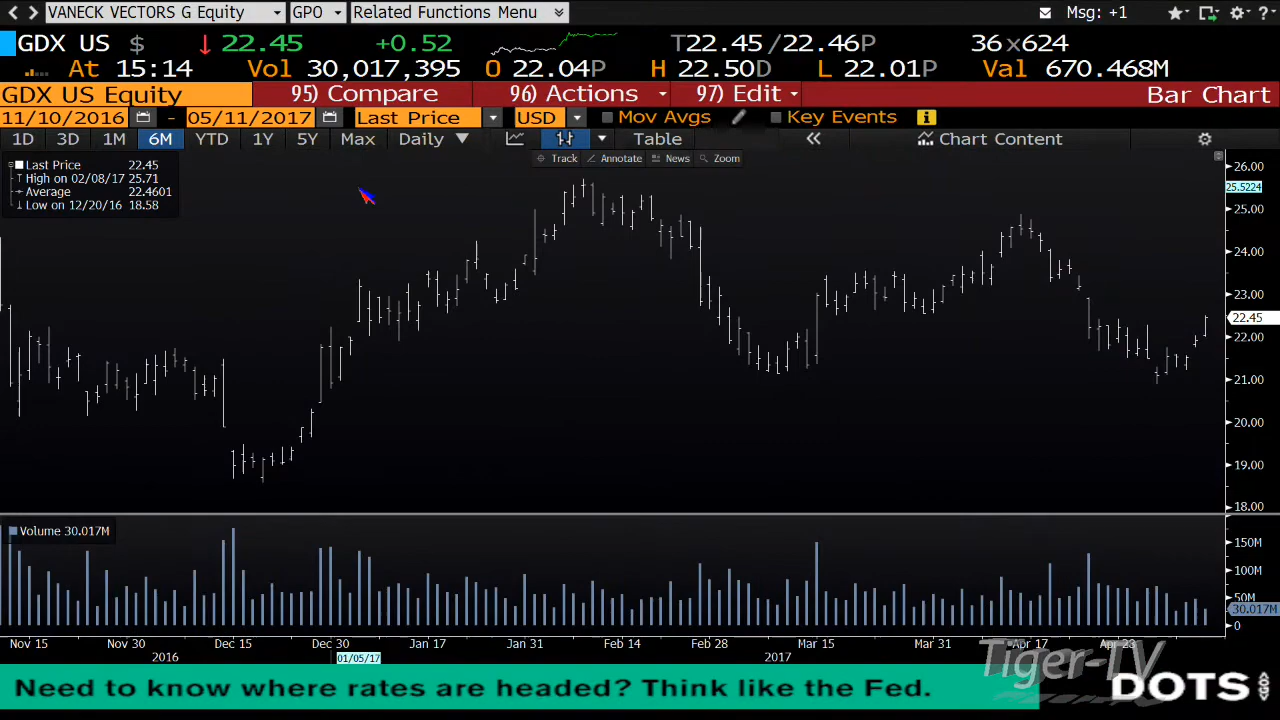 VANECK VECTORS G Equity GPO Related Functions Menu Msg: +1
GDX US $ 22.45 +0.52 T22.45/22.46P 36x624
At 15:14 Vol 30,017,395 O 22.04P H 22.50D L 22.01P Val 670.468M
GDX US Equity 95) Compare 96) Actions 97) Edit Bar Chart
11/10/2016 - 05/11/2017 Last Price USD Mov Avgs Key Events
1D 3D 1M 6M YTD 1Y 5Y Max Daily Table « Chart Content
Track Annotate News Zoom
Last Price 22.45
High on 02/08/17 25.71
Average 22.4601
Low on 12/20/16 18.58
26.00
25.5224
25.00
24.00
23.00
22.45
22.00
21.00
20.00
19.00
18.00
Volume 30.017M
150M
100M
50M
30.017M
0
Nov 15 Nov 30 Dec 15 Dec 30 Jan 17 Jan 31 Feb 14 Feb 28 Mar 15 Mar 31 Apr 17
2016 01/05/17 2017
Tiger-TV
Need to know where rates are headed? Think like the Fed.
DOTS